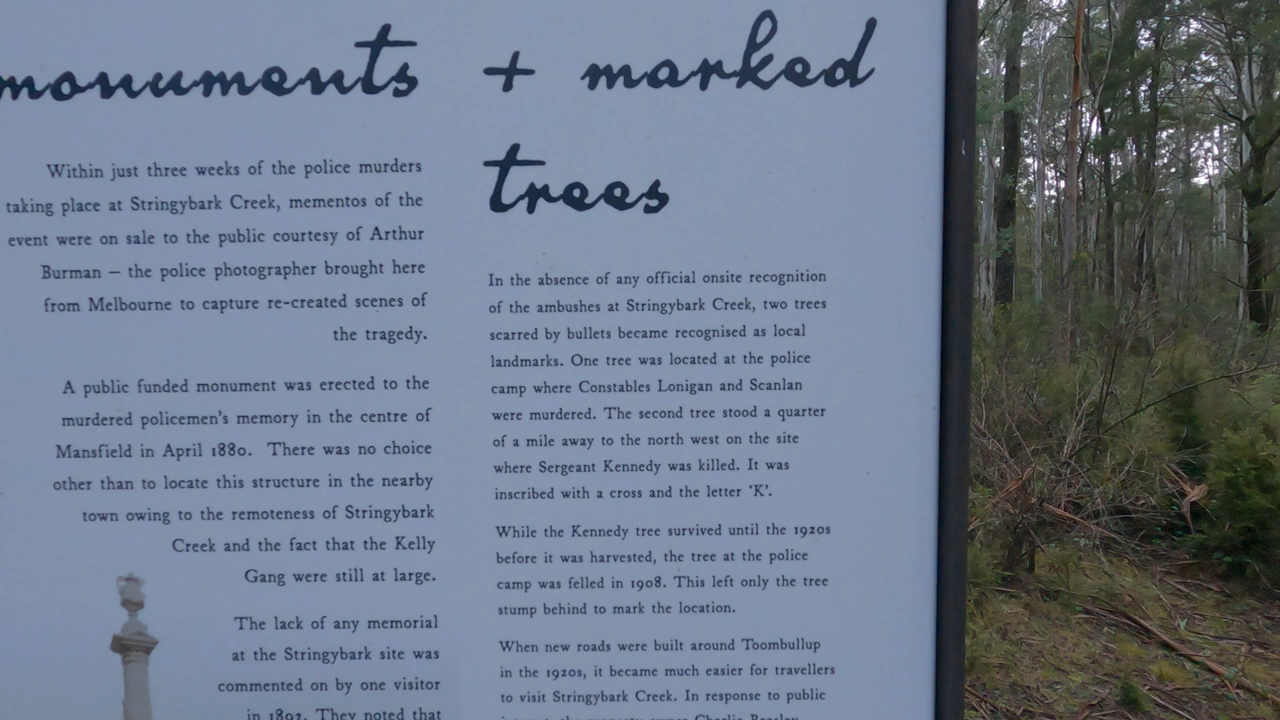 monuments + marked
trees
Within just three weeks of the police murders
taking place at Stringybark Creek, mementos of the
event were on sale to the public courtesy of Arthur
Burman – the police photographer brought here
from Melbourne to capture re-created scenes of
the tragedy.
A public funded monument was erected to the
murdered policemen's memory in the centre of
Mansfield in April 1880. There was no choice
other than to locate this structure in the nearby
town owing to the remoteness of Stringybark
Creek and the fact that the Kelly
Gang were still at large.
The lack of any memorial
at the Stringybark site was
commented on by one visitor
in 1892. They noted that
In the absence of any official onsite recognition
of the ambushes at Stringybark Creek, two trees
scarred by bullets became recognised as local
landmarks. One tree was located at the police
camp where Constables Lonigan and Scanlan
were murdered. The second tree stood a quarter
of a mile away to the north west on the site
where Sergeant Kennedy was killed. It was
inscribed with a cross and the letter 'K'.
While the Kennedy tree survived until the 1920s
before it was harvested, the tree at the police
camp was felled in 1908. This left only the tree
stump behind to mark the location.
When new roads were built around Toombullup
in the 1920s, it became much easier for travellers
to visit Stringybark Creek. In response to public